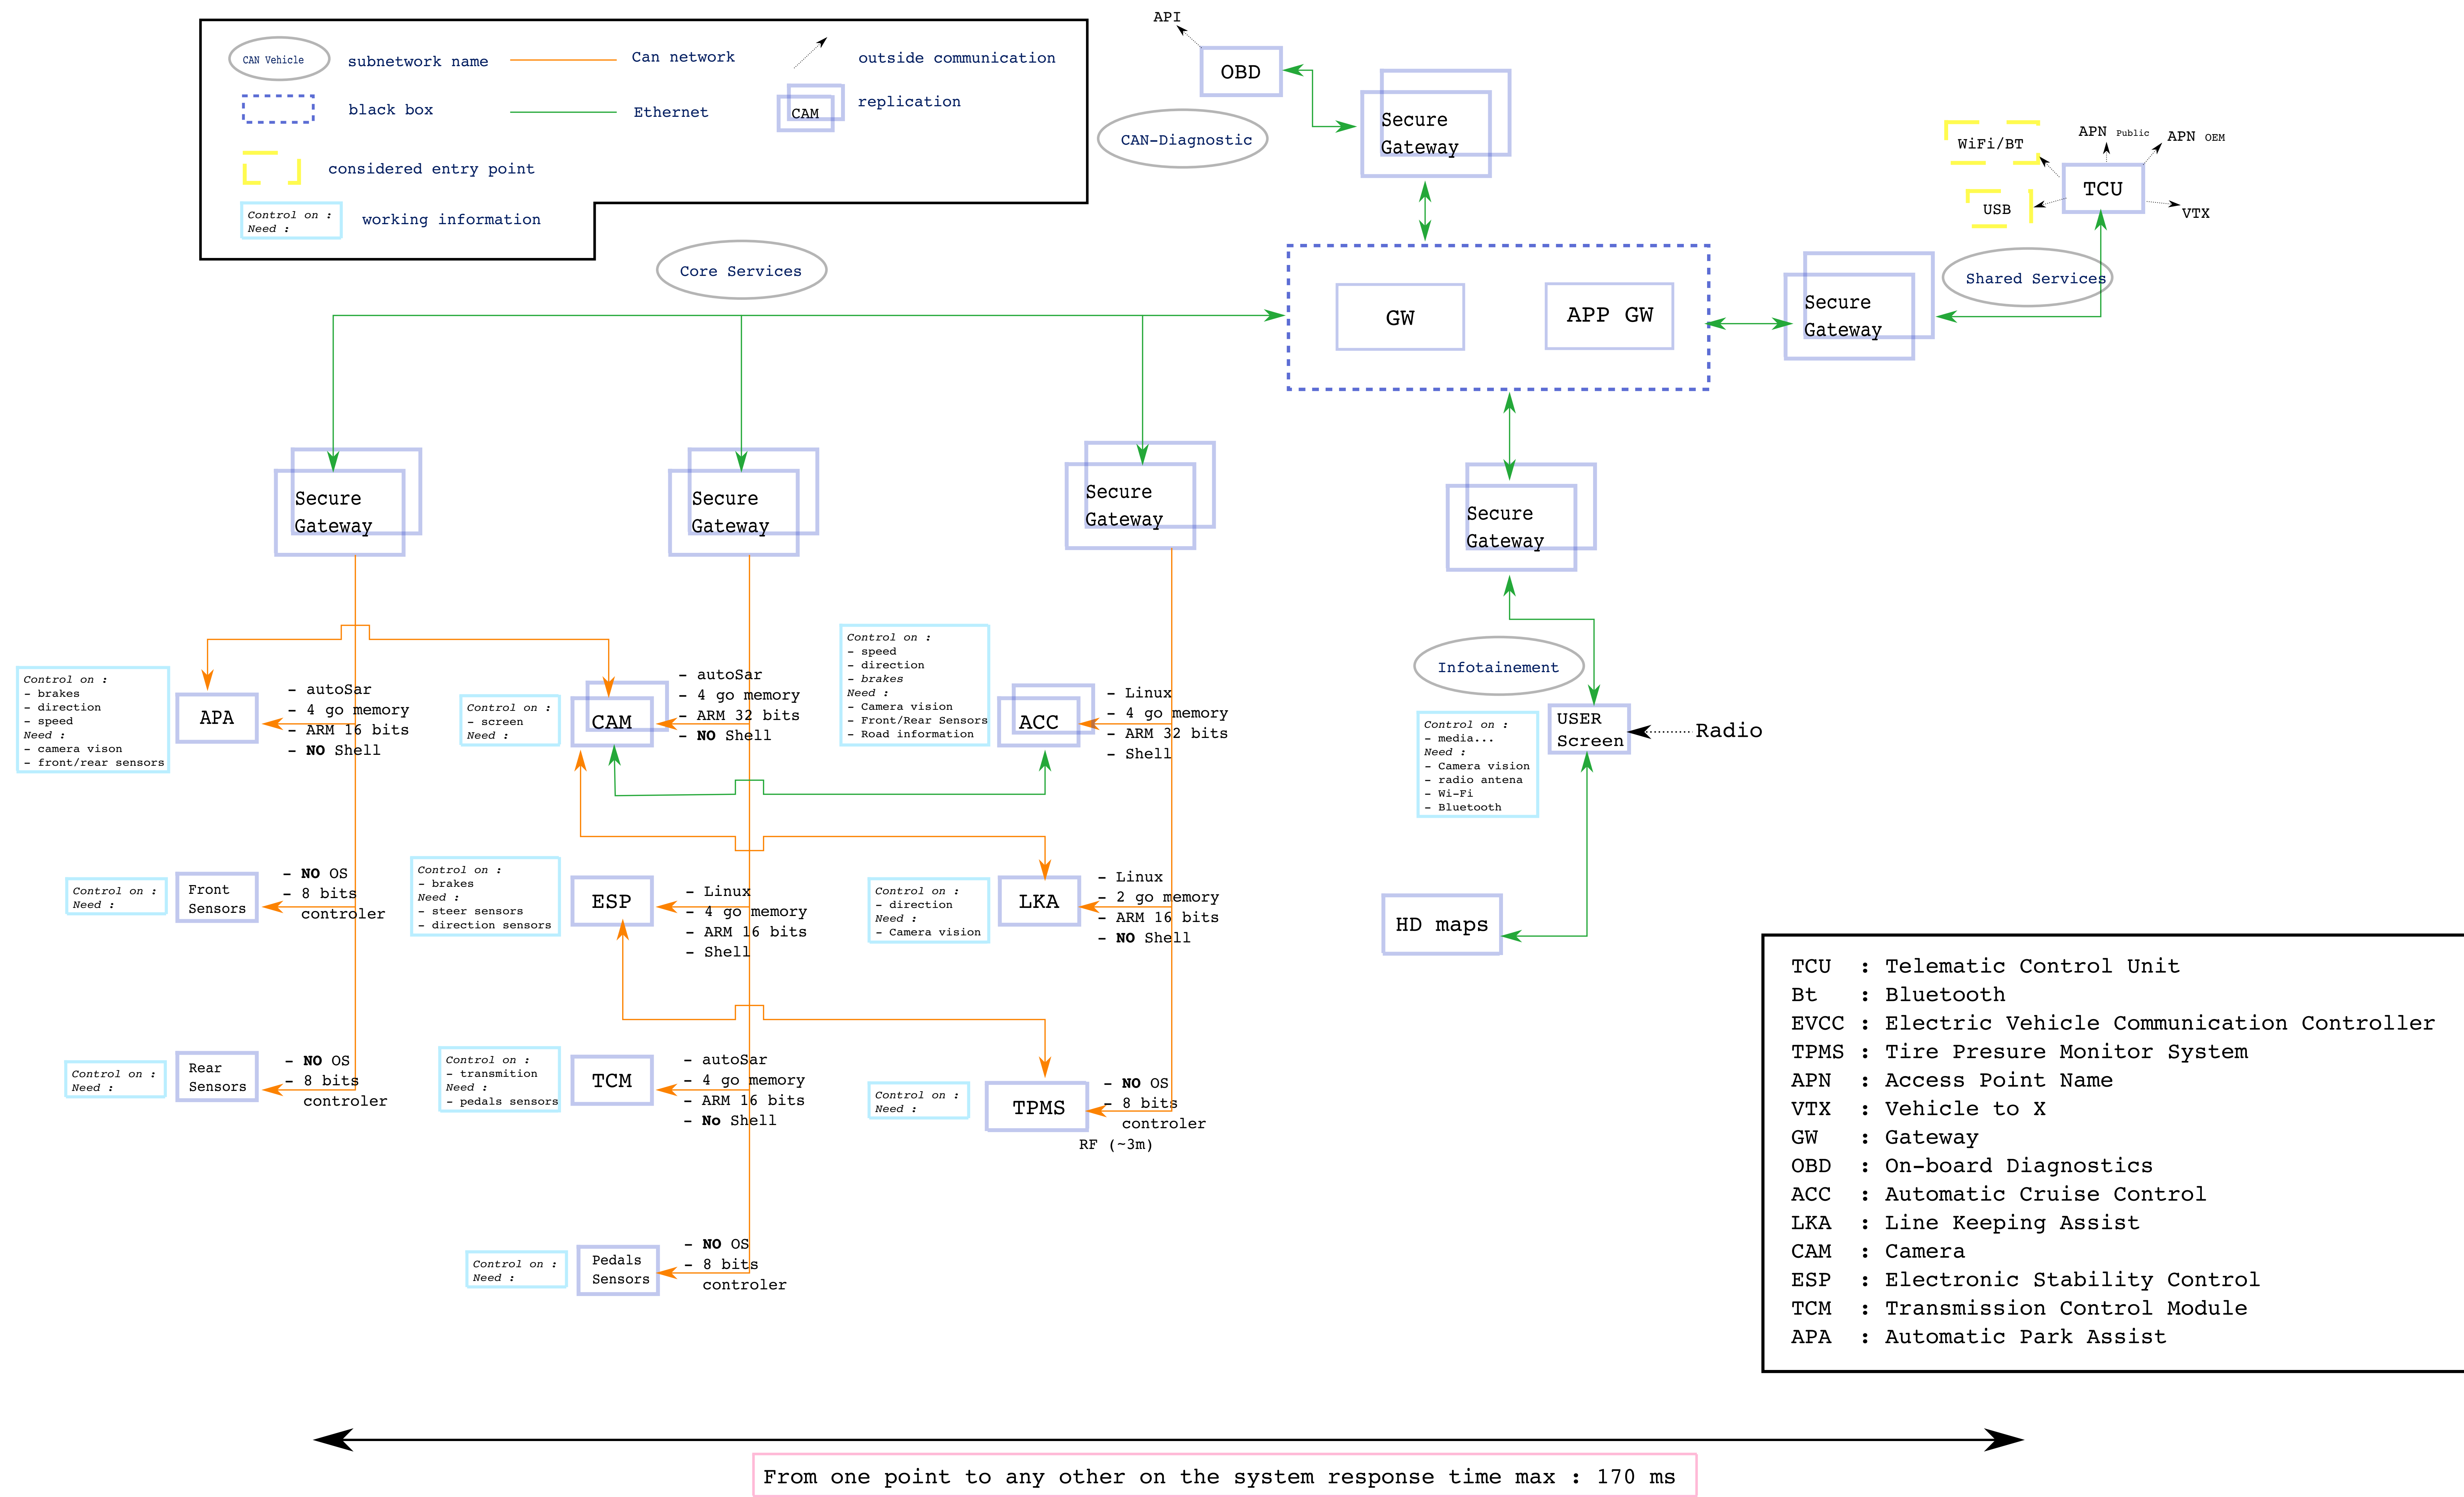 CAN Vehicle
subnetwork name
Can network
outside communication
black box
Ethernet
CAM
replication
considered entry point
Control on :
Need :
working information
API
OBD
CAN-Diagnostic
Secure
Gateway
WiFi/BT
USB
APN Public
APN OEM
TCU
VTX
Shared Services
Secure
Gateway
Core Services
GW
APP GW
Secure
Gateway
Secure
Gateway
Secure
Gateway
Secure
Gateway
Control on :
- brakes
- direction
- speed
Need :
- camera vison
- front/rear sensors
APA
- autoSar
- 4 go memory
- ARM 16 bits
- NO Shell
Control on :
- screen
Need :
CAM
- autoSar
- 4 go memory
- ARM 32 bits
- NO Shell
Control on :
- speed
- direction
- brakes
Need :
- Camera vision
- Front/Rear Sensors
- Road information
ACC
- Linux
- 4 go memory
- ARM 32 bits
- Shell
Infotainement
Control on :
- media...
Need :
- Camera vision
- radio antena
- Wi-Fi
- Bluetooth
USER
Screen
Radio
HD maps
Control on :
Need :
Front
Sensors
- NO OS
- 8 bits
controler
Control on :
- brakes
Need :
- steer sensors
- direction sensors
ESP
- Linux
- 4 go memory
- ARM 16 bits
- Shell
Control on :
- direction
Need :
- Camera vision
LKA
- Linux
- 2 go memory
- ARM 16 bits
- NO Shell
Control on :
Need :
Rear
Sensors
- NO OS
- 8 bits
controler
Control on :
- transmition
Need :
- pedals sensors
TCM
- autoSar
- 4 go memory
- ARM 16 bits
- No Shell
Control on :
Need :
TPMS
- NO OS
- 8 bits
controler
RF (~3m)
Control on :
Need :
Pedals
Sensors
- NO OS
- 8 bits
controler
TCU : Telematic Control Unit
Bt : Bluetooth
EVCC : Electric Vehicle Communication Controller
TPMS : Tire Presure Monitor System
APN : Access Point Name
VTX : Vehicle to X
GW : Gateway
OBD : On-board Diagnostics
ACC : Automatic Cruise Control
LKA : Line Keeping Assist
CAM : Camera
ESP : Electronic Stability Control
TCM : Transmission Control Module
APA : Automatic Park Assist
From one point to any other on the system response time max : 170 ms